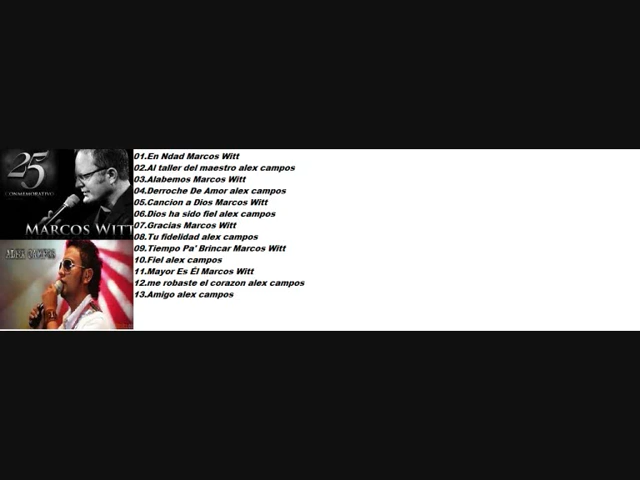 25
CONMEMORATIVO
MARCOS WITT
ALEX CAMPOS
01.En Ndad Marcos Witt
02.Al taller del maestro alex campos
03.Alabemos Marcos Witt
04.Derroche De Amor alex campos
05.Cancion a Dios Marcos Witt
06.Dios ha sido fiel alex campos
07.Gracias Marcos Witt
08.Tu fidelidad alex campos
09.Tiempo Pa' Brincar Marcos Witt
10.Fiel alex campos
11.Mayor Es Él Marcos Witt
12.me robaste el corazon alex campos
13.Amigo alex campos